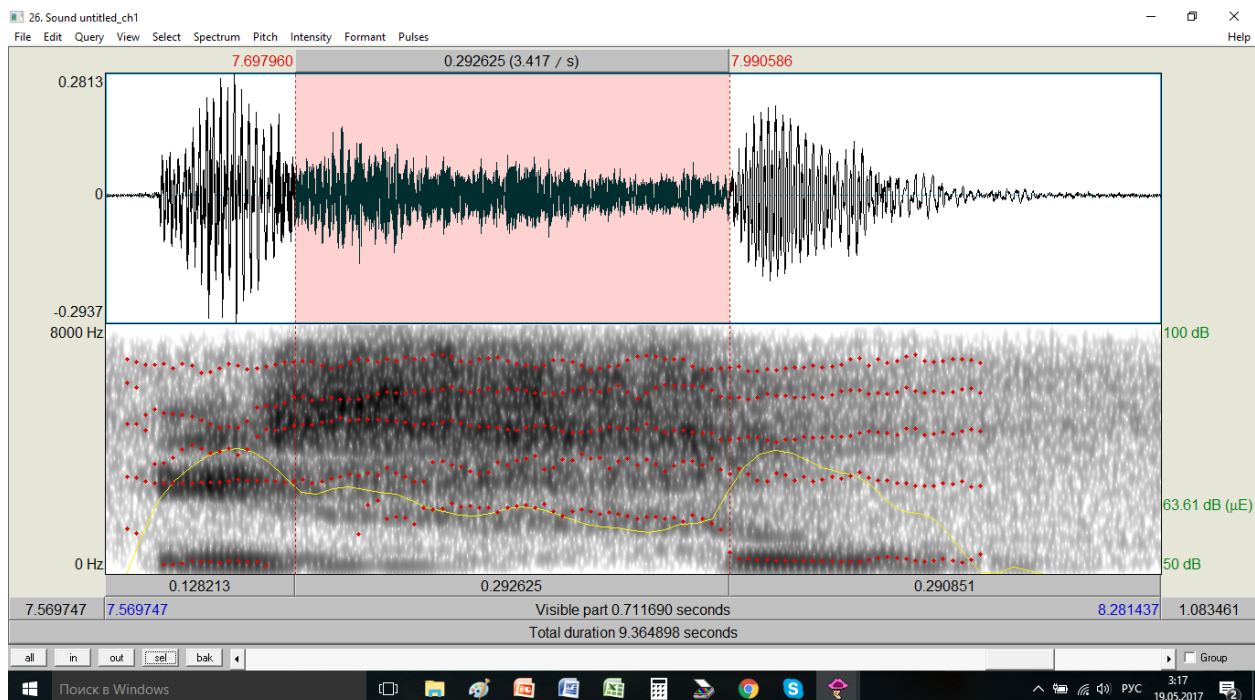 26. Sound untitled_ch1
File Edit Query View Select Spectrum Pitch Intensity Formant Pulses Help
7.697960 0.292625 (3.417 / s) 7.990586
0.2813
0
-0.2937
8000 Hz 100 dB
63.61 dB (µE)
0 Hz 50 dB
0.128213 0.292625 0.290851
7.569747 7.569747 Visible part 0.711690 seconds 8.281437 1.083461
Total duration 9.364898 seconds
all in out sel bak Group
Поиск в Windows РУС 3:17
19.05.2017